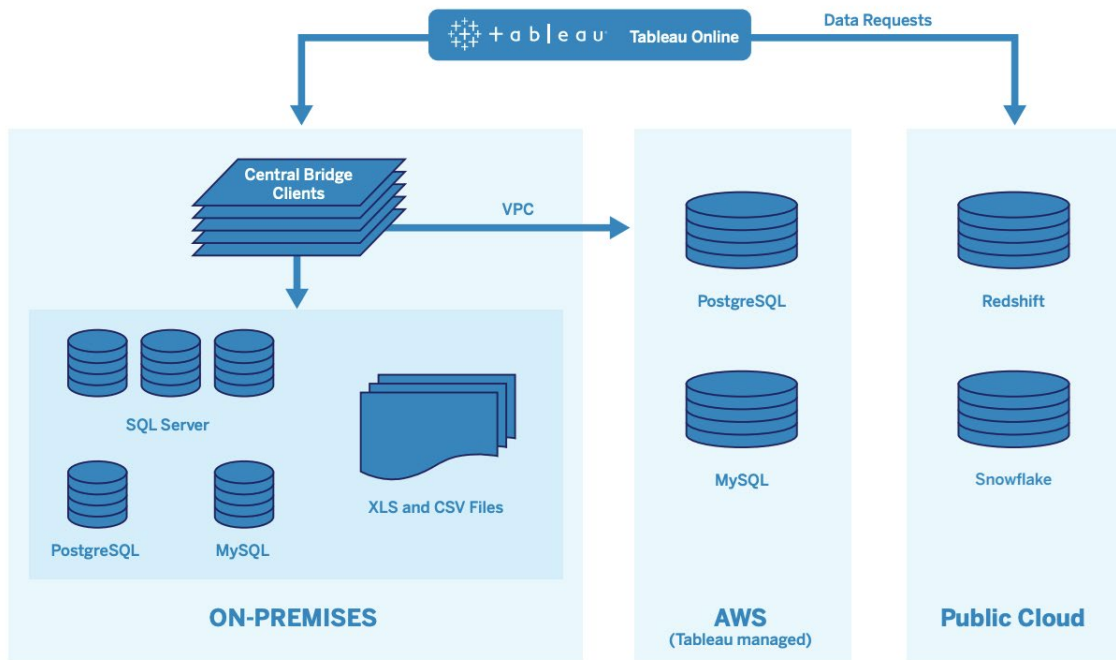 +ableau Tableau Online
Data Requests
Central Bridge
Clients
VPC
SQL Server
PostgreSQL
MySQL
XLS and CSV Files
PostgreSQL
MySQL
Redshift
Snowflake
ON-PREMISES
AWS
(Tableau managed)
Public Cloud